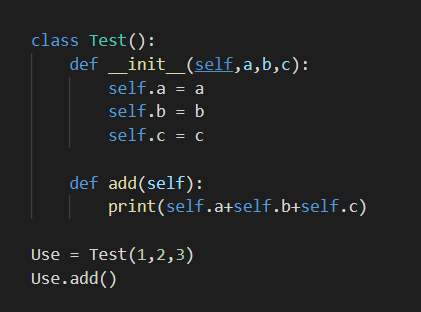 class Test():
    def __init__(self,a,b,c):
        self.a = a
        self.b = b
        self.c = c

    def add(self):
        print(self.a+self.b+self.c)

Use = Test(1,2,3)
Use.add()